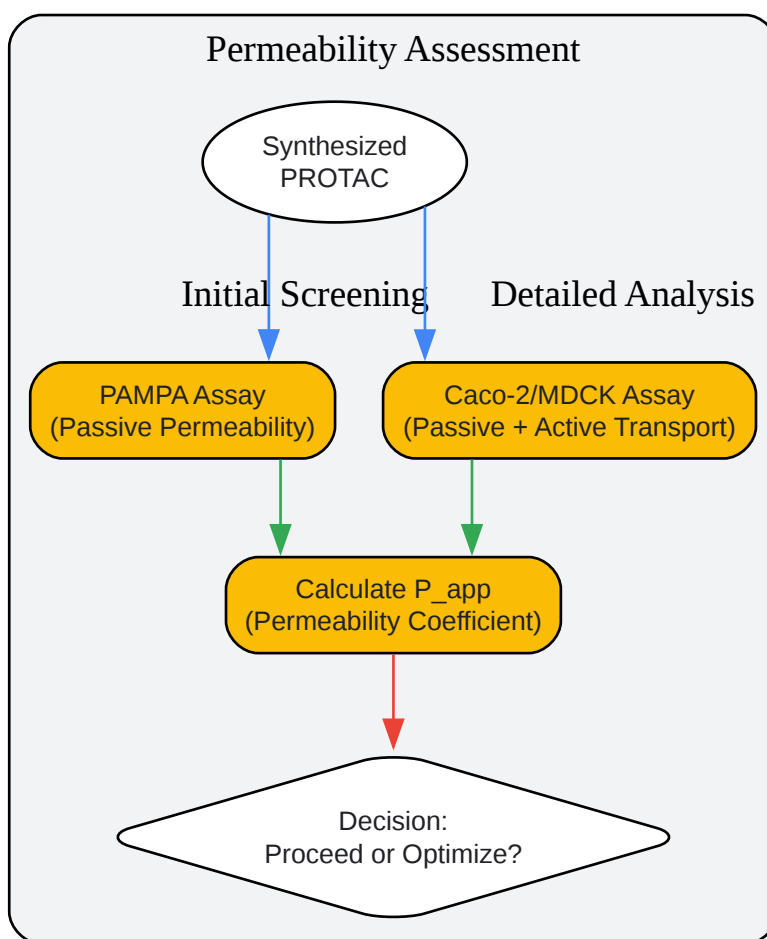 Permeability Assessment
Synthesized
PROTAC
Initial Screening
Detailed Analysis
PAMPA Assay
(Passive Permeability)
Caco-2/MDCK Assay
(Passive + Active Transport)
Calculate P_app
(Permeability Coefficient)
Decision:
Proceed or Optimize?